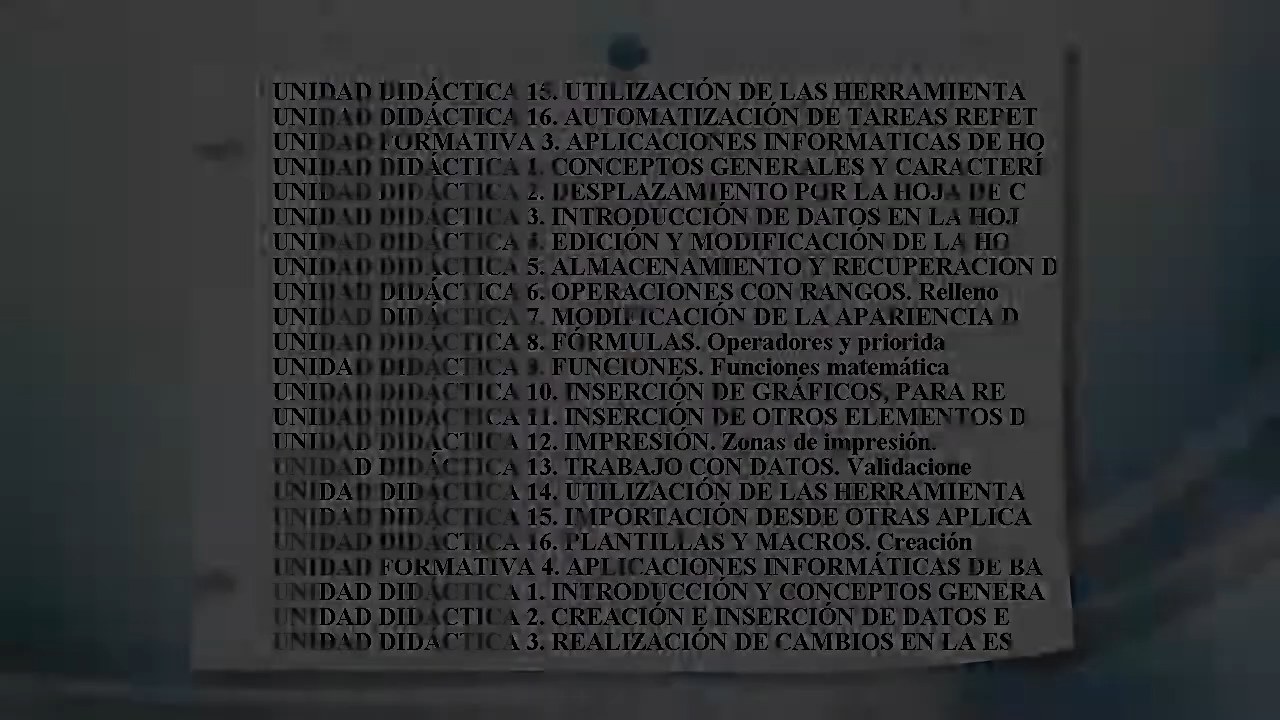 UNIDAD DIDÁCTICA 15. UTILIZACIÓN DE LAS HERRAMIENTA
UNIDAD DIDÁCTICA 16. AUTOMATIZACIÓN DE TAREAS REPET
UNIDAD FORMATIVA 3. APLICACIONES INFORMATICAS DE HO
UNIDAD DIDÁCTICA 1. CONCEPTOS GENERALES Y CARACTERÍ
UNIDAD DIDÁCTICA 2. DESPLAZAMIENTO POR LA HOJA DE C
UNIDAD DIDÁCTICA 3. INTRODUCCIÓN DE DATOS EN LA HOJ
UNIDAD DIDÁCTICA 4. EDICIÓN Y MODIFICACIÓN DE LA HO
UNIDAD DIDÁCTICA 5. ALMACENAMIENTO Y RECUPERACION D
UNIDAD DIDÁCTICA 6. OPERACIONES CON RANGOS. Relleno
UNIDAD DIDÁCTICA 7. MODIFICACIÓN DE LA APARIENCIA D
UNIDAD DIDÁCTICA 8. FÓRMULAS. Operadores y priorida
UNIDAD DIDÁCTICA 9. FUNCIONES. Funciones matemática
UNIDAD DIDÁCTICA 10. INSERCIÓN DE GRÁFICOS, PARA RE
UNIDAD DIDÁCTICA 11. INSERCIÓN DE OTROS ELEMENTOS D
UNIDAD DIDÁCTICA 12. IMPRESIÓN. Zonas de impresión.
UNIDAD DIDÁCTICA 13. TRABAJO CON DATOS. Validacione
UNIDAD DIDÁCTICA 14. UTILIZACIÓN DE LAS HERRAMIENTA
UNIDAD DIDÁCTICA 15. IMPORTACIÓN DESDE OTRAS APLICA
UNIDAD DIDÁCTICA 16. PLANTILLAS Y MACROS. Creación
UNIDAD FORMATIVA 4. APLICACIONES INFORMÁTICAS DE BA
UNIDAD DIDÁCTICA 1. INTRODUCCIÓN Y CONCEPTOS GENERA
UNIDAD DIDÁCTICA 2. CREACIÓN E INSERCIÓN DE DATOS E
UNIDAD DIDÁCTICA 3. REALIZACIÓN DE CAMBIOS EN LA ES